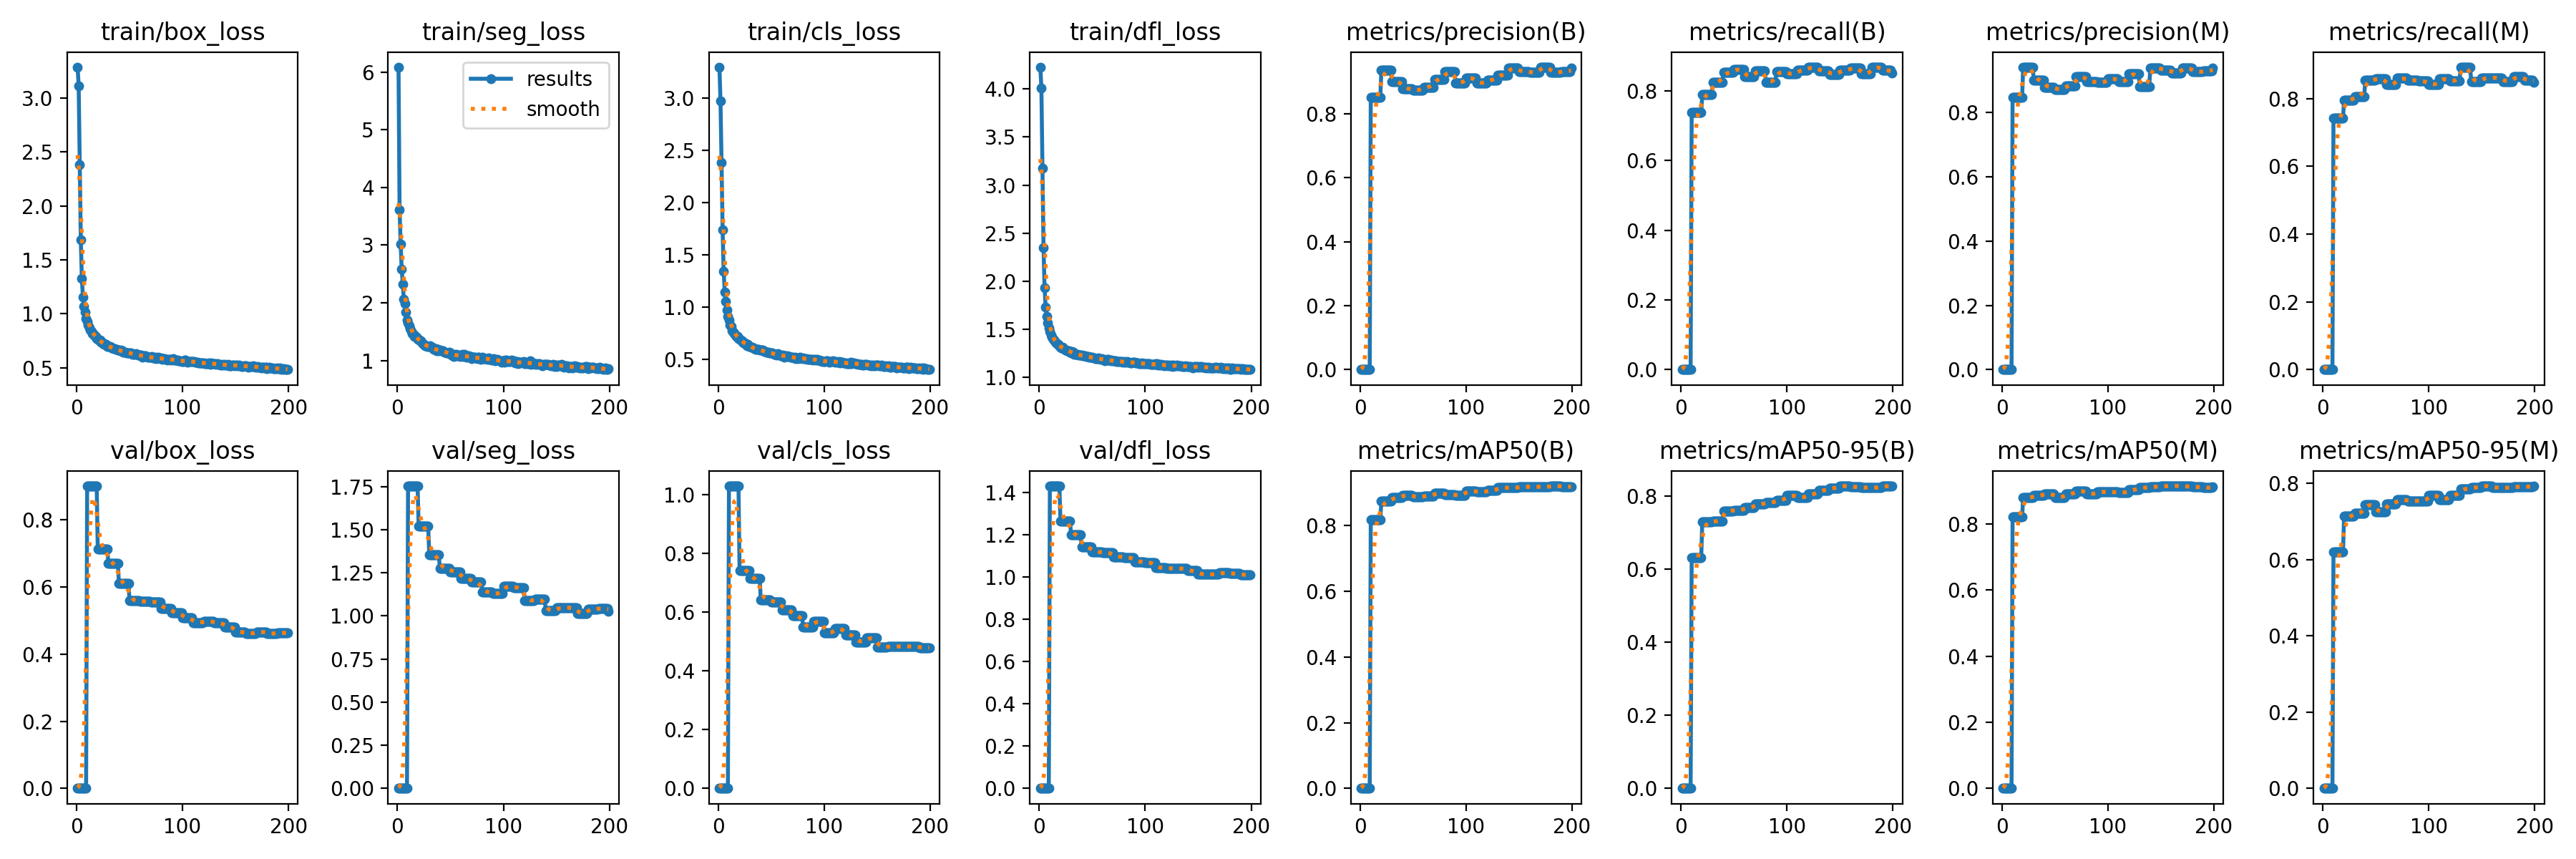 train/box_loss
train/seg_loss
train/cls_loss
train/dfl_loss
metrics/precision(B)
metrics/recall(B)
metrics/precision(M)
metrics/recall(M)
3.0
2.5
2.0
1.5
1.0
0.5
0 100 200
results
smooth
6
5
4
3
2
1
0 100 200
3.0
2.5
2.0
1.5
1.0
0.5
0 100 200
4.0
3.5
3.0
2.5
2.0
1.5
1.0
0 100 200
0.8
0.6
0.4
0.2
0.0
0 100 200
0.8
0.6
0.4
0.2
0.0
0 100 200
0.8
0.6
0.4
0.2
0.0
0 100 200
0.8
0.6
0.4
0.2
0.0
0 100 200
val/box_loss
val/seg_loss
val/cls_loss
val/dfl_loss
metrics/mAP50(B)
metrics/mAP50-95(B)
metrics/mAP50(M)
metrics/mAP50-95(M)
0.8
0.6
0.4
0.2
0.0
0 100 200
1.75
1.50
1.25
1.00
0.75
0.50
0.25
0.00
0 100 200
1.0
0.8
0.6
0.4
0.2
0.0
0 100 200
1.4
1.2
1.0
0.8
0.6
0.4
0.2
0.0
0 100 200
0.8
0.6
0.4
0.2
0.0
0 100 200
0.8
0.6
0.4
0.2
0.0
0 100 200
0.8
0.6
0.4
0.2
0.0
0 100 200
0.8
0.6
0.4
0.2
0.0
0 100 200